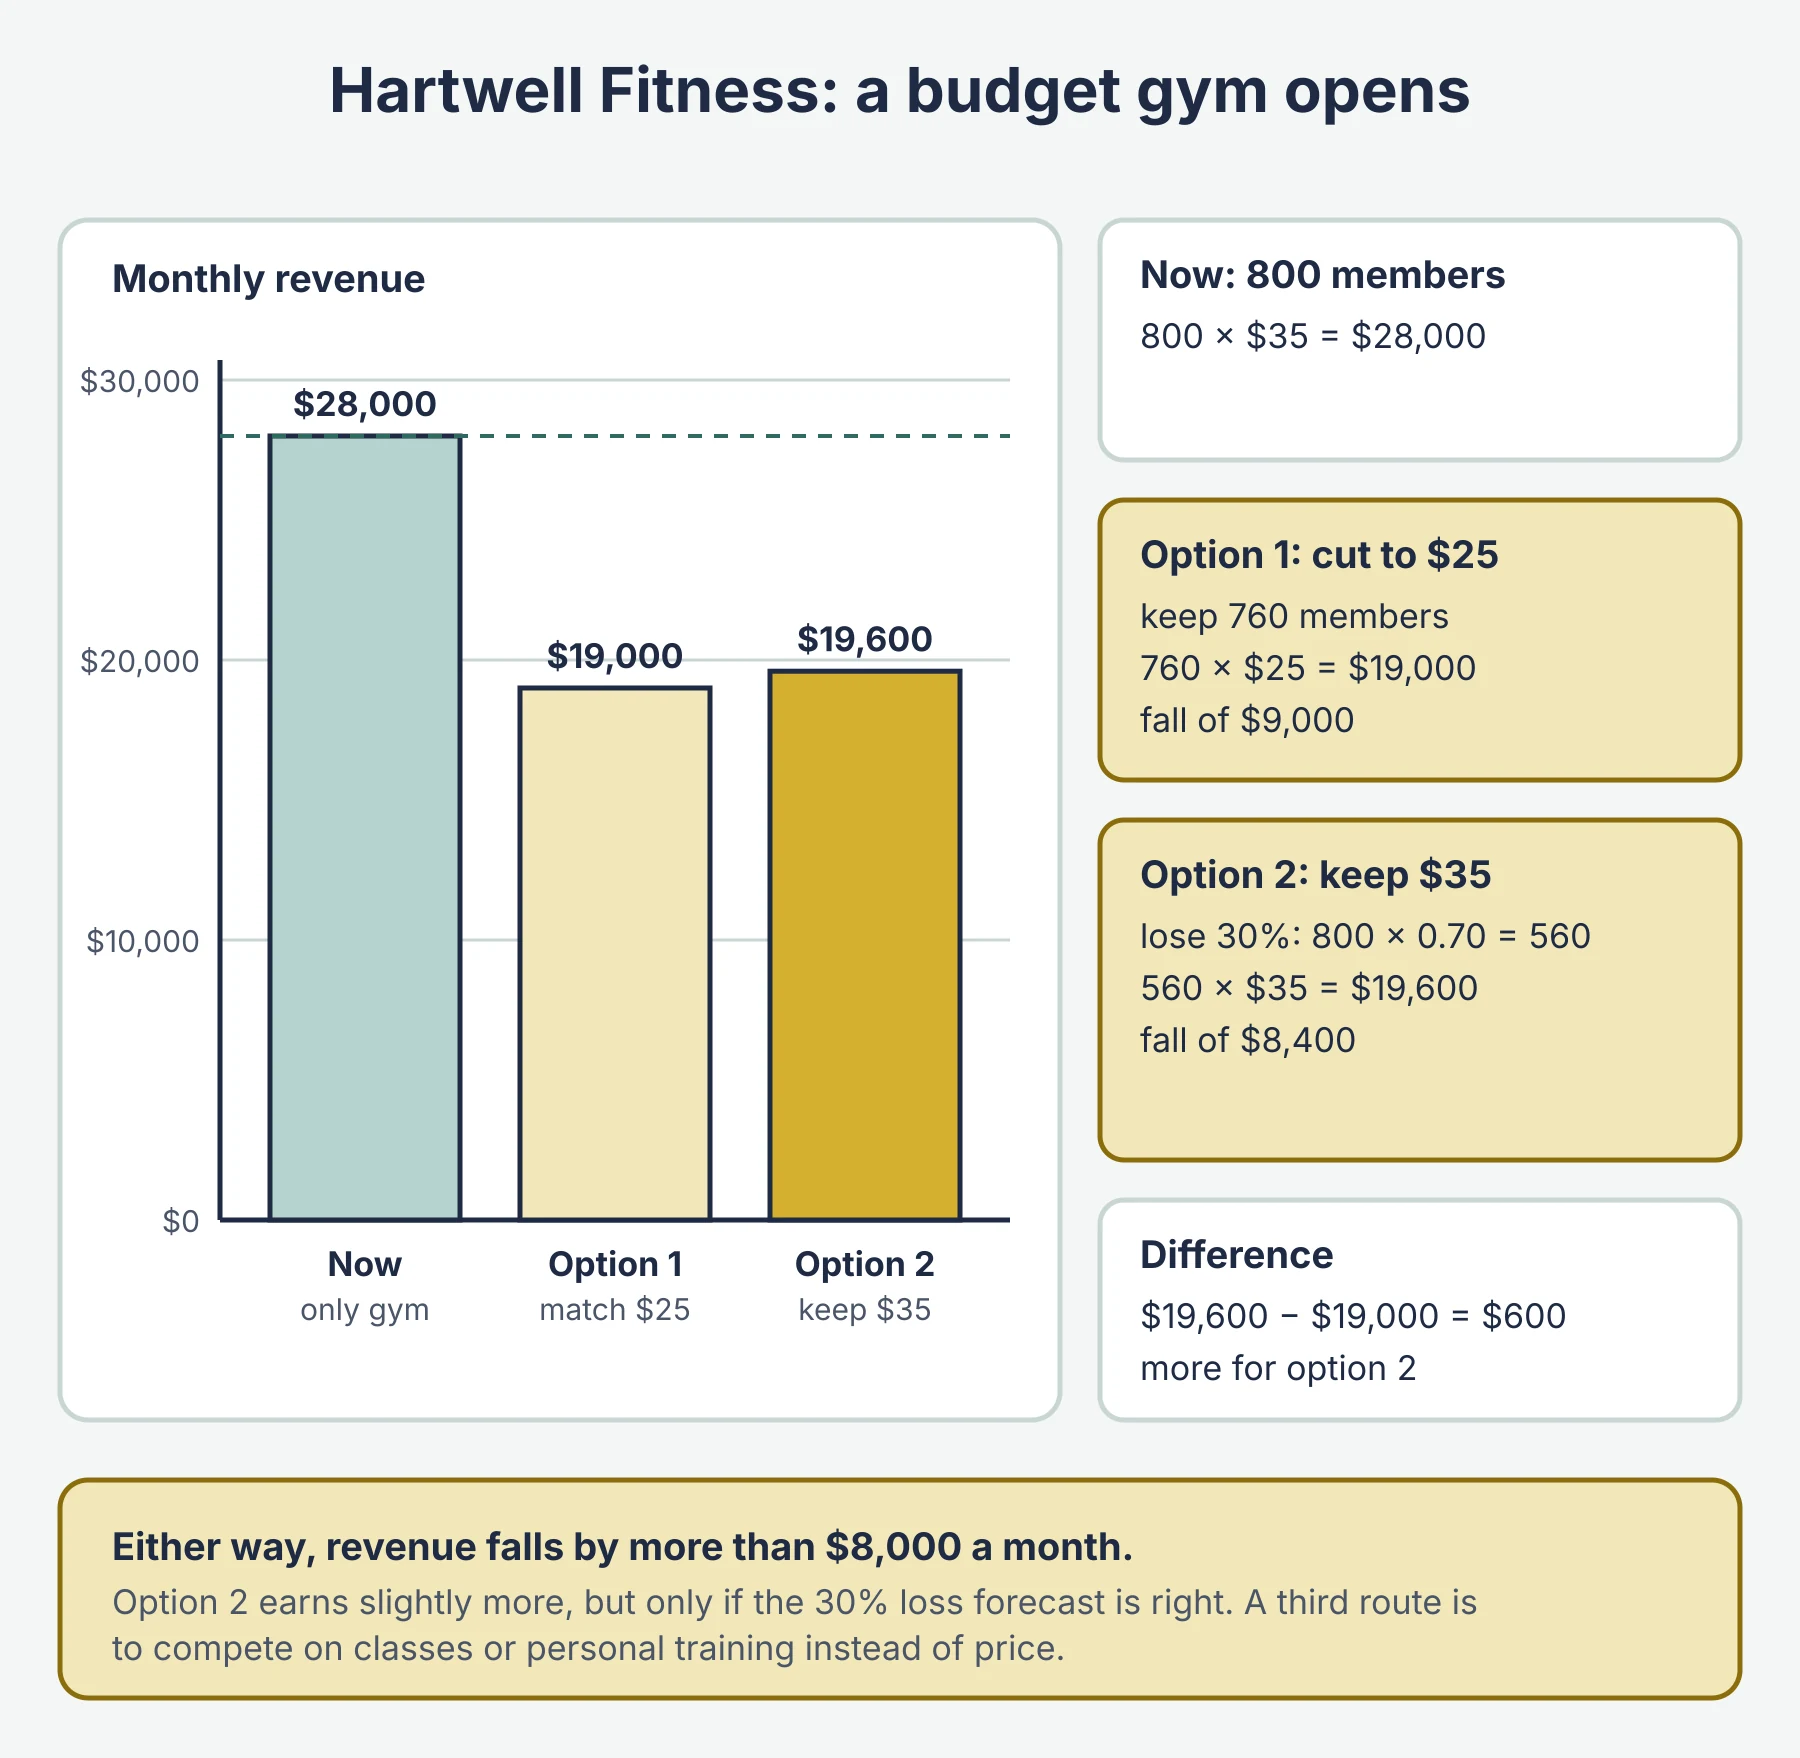 Hartwell Fitness: a budget gym opens
Monthly revenue
$30,000
$20,000
$10,000
$0
$28,000
$19,000
$19,600
Now
only gym
Option 1
match $25
Option 2
keep $35
Now: 800 members
800 × $35 = $28,000
Option 1: cut to $25
keep 760 members
760 × $25 = $19,000
fall of $9,000
Option 2: keep $35
lose 30%: 800 × 0.70 = 560
560 × $35 = $19,600
fall of $8,400
Difference
$19,600 − $19,000 = $600
more for option 2
Either way, revenue falls by more than $8,000 a month.
Option 2 earns slightly more, but only if the 30% loss forecast is right. A third route is
to compete on classes or personal training instead of price.